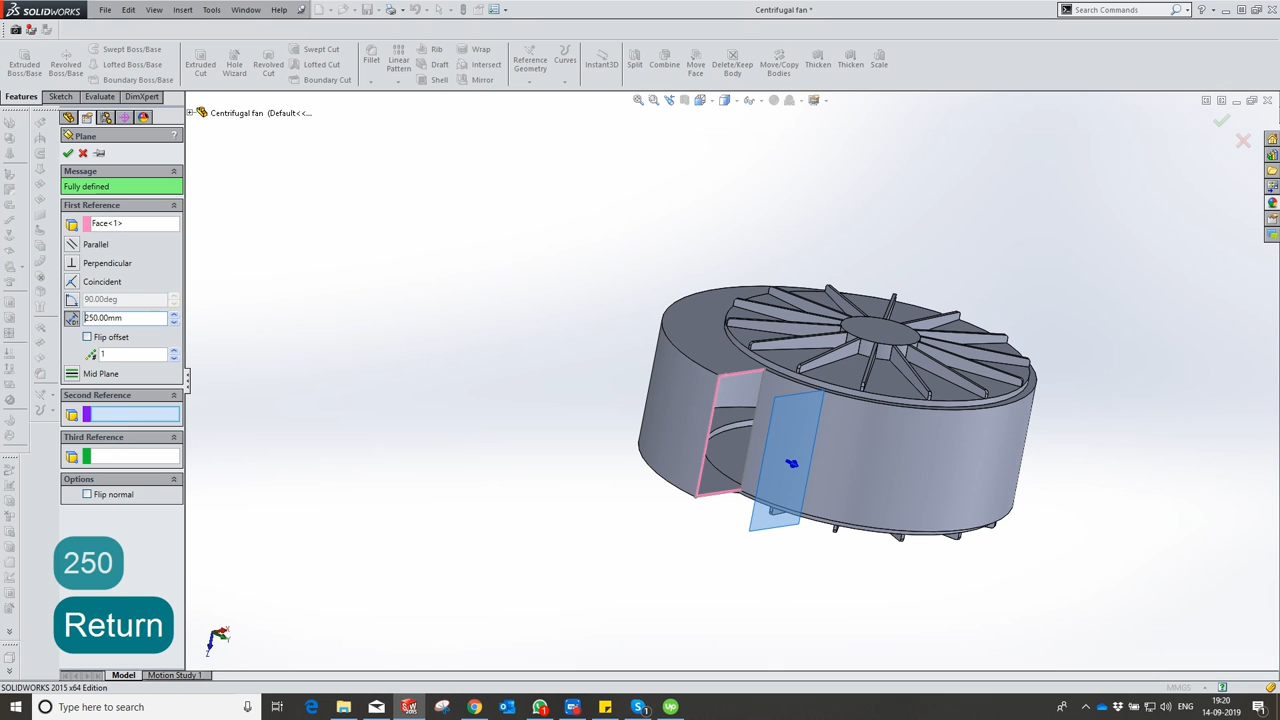 SOLIDWORKS File Edit View Insert Tools Window Help Centrifugal fan * Search Commands
Extruded Boss/Base Revolved Boss/Base Swept Boss/Base Lofted Boss/Base Boundary Boss/Base Extruded Cut Hole Wizard Revolved Cut Swept Cut Lofted Cut Boundary Cut Fillet Linear Pattern Rib Draft Shell Wrap Intersect Mirror Reference Geometry Curves Instant3D Split Combine Move Face Delete/Keep Body Move/Copy Bodies Thicken Thicken Scale
Features Sketch Evaluate DimXpert
Centrifugal fan (Default<<...
Plane ?
Message
Fully defined
First Reference
Face<1>
Parallel
Perpendicular
Coincident
90.00deg
250.00mm
Flip offset
1
Mid Plane
Second Reference
Third Reference
Options
Flip normal
250
Return
X
Y
Z
Model Motion Study 1
SOLIDWORKS 2015 x64 Edition MMGS
Type here to search
ENG
19:20
14-09-2019